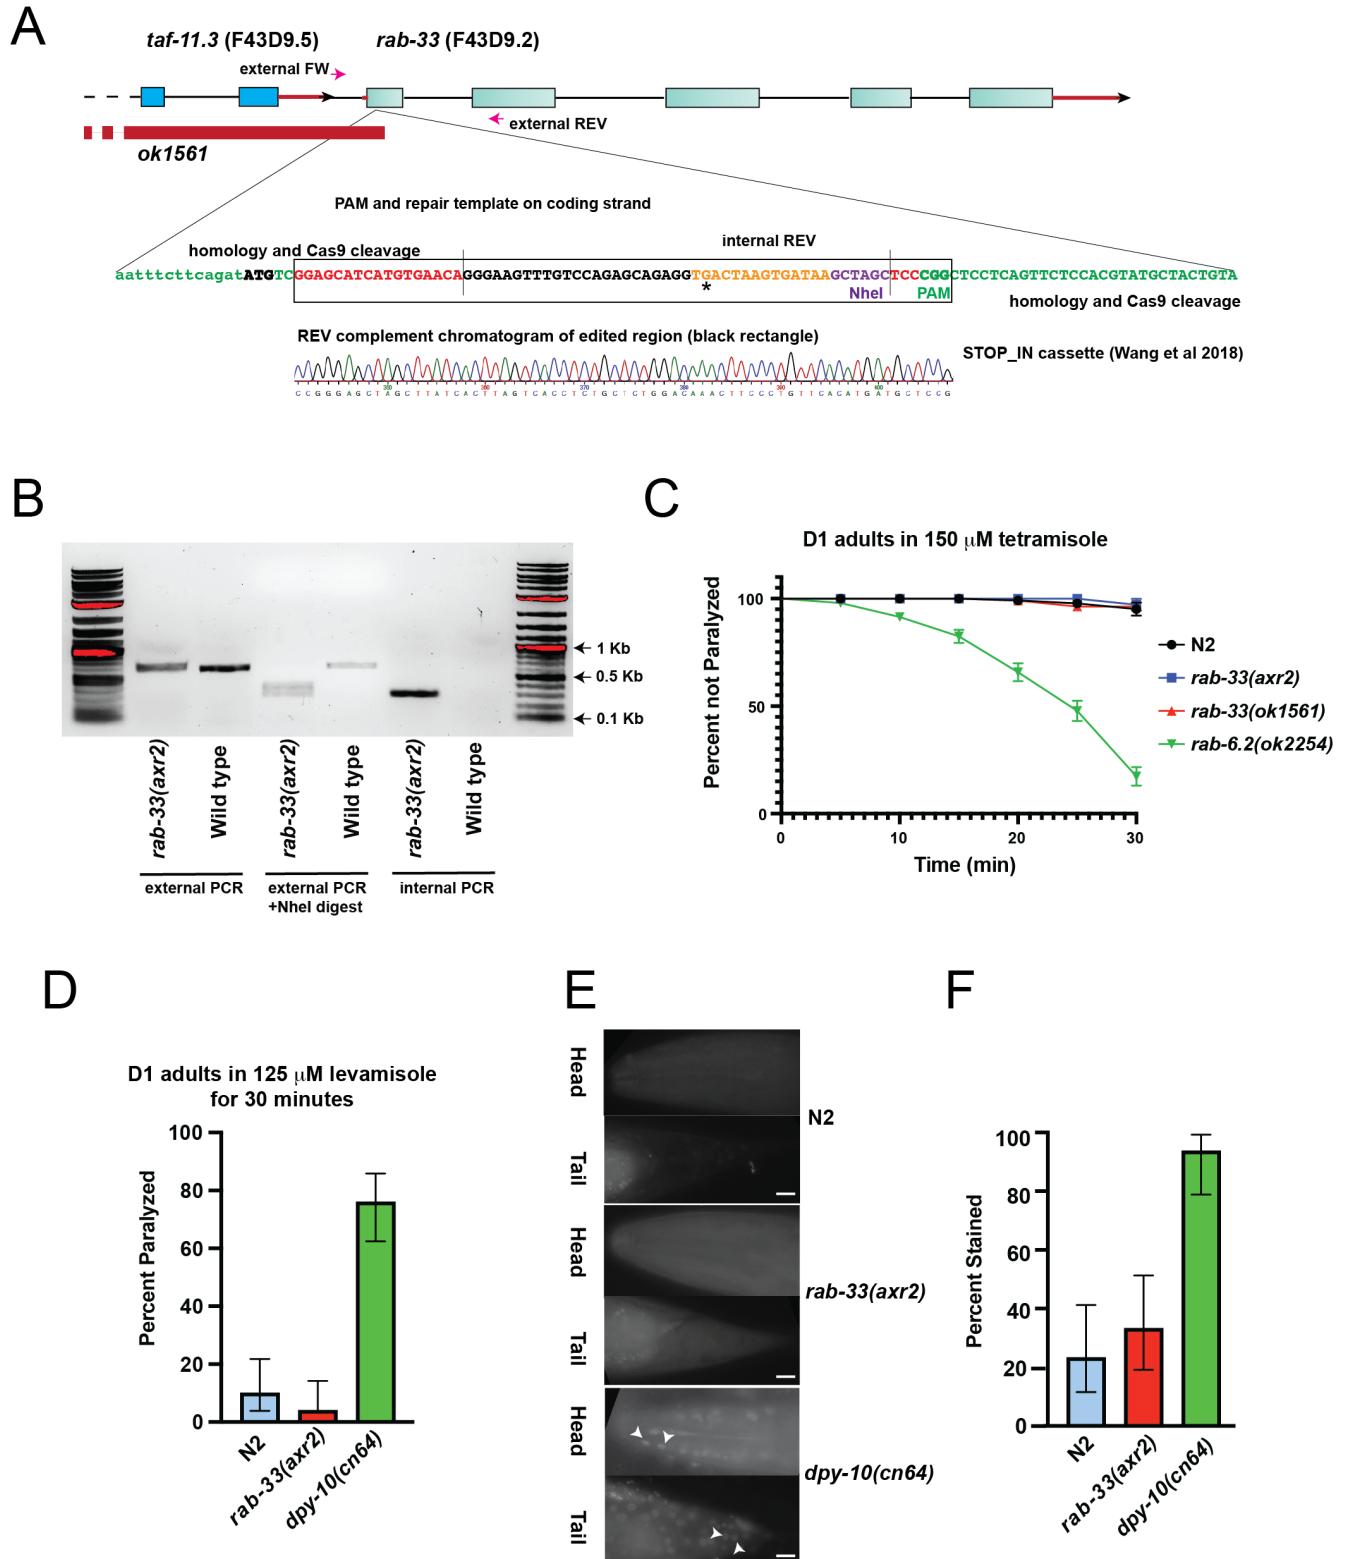 A
taf-11.3 (F43D9.5)
rab-33 (F43D9.2)
external FW
external REV
ok1561
PAM and repair template on coding strand
homology and Cas9 cleavage
internal REV
aatttcttcagatATGTCGGAGCATCATGTGAACAGGGAAGTTTGTCCAGAGCAGAGGTGACTAAGTGATAAGCTAGCTCCCGGCTCCTCAGTTCTCCACGTATGCTACTGTA
*
NheI
PAM
homology and Cas9 cleavage
REV complement chromatogram of edited region (black rectangle)
STOP_IN cassette (Wang et al 2018)
350 360 370 380 390 400
CCGGGAGCTAGCTTATCACTTAGTCACCTCTGCTCTGGACAAACTTCCCTGTTCACATGATGCTCCG
B
1 Kb
0.5 Kb
0.1 Kb
rab-33(axr2)
Wild type
rab-33(axr2)
Wild type
rab-33(axr2)
Wild type
external PCR
external PCR
+NheI digest
internal PCR
C
D1 adults in 150 μM tetramisole
Percent not Paralyzed
100
50
0
0 10 20 30
Time (min)
N2
rab-33(axr2)
rab-33(ok1561)
rab-6.2(ok2254)
D
D1 adults in 125 μM levamisole
for 30 minutes
Percent Paralyzed
100
80
60
40
20
0
N2
rab-33(axr2)
dpy-10(cn64)
E
Head
Tail
N2
Head
Tail
rab-33(axr2)
Head
Tail
dpy-10(cn64)
F
Percent Stained
100
80
60
40
20
0
N2
rab-33(axr2)
dpy-10(cn64)